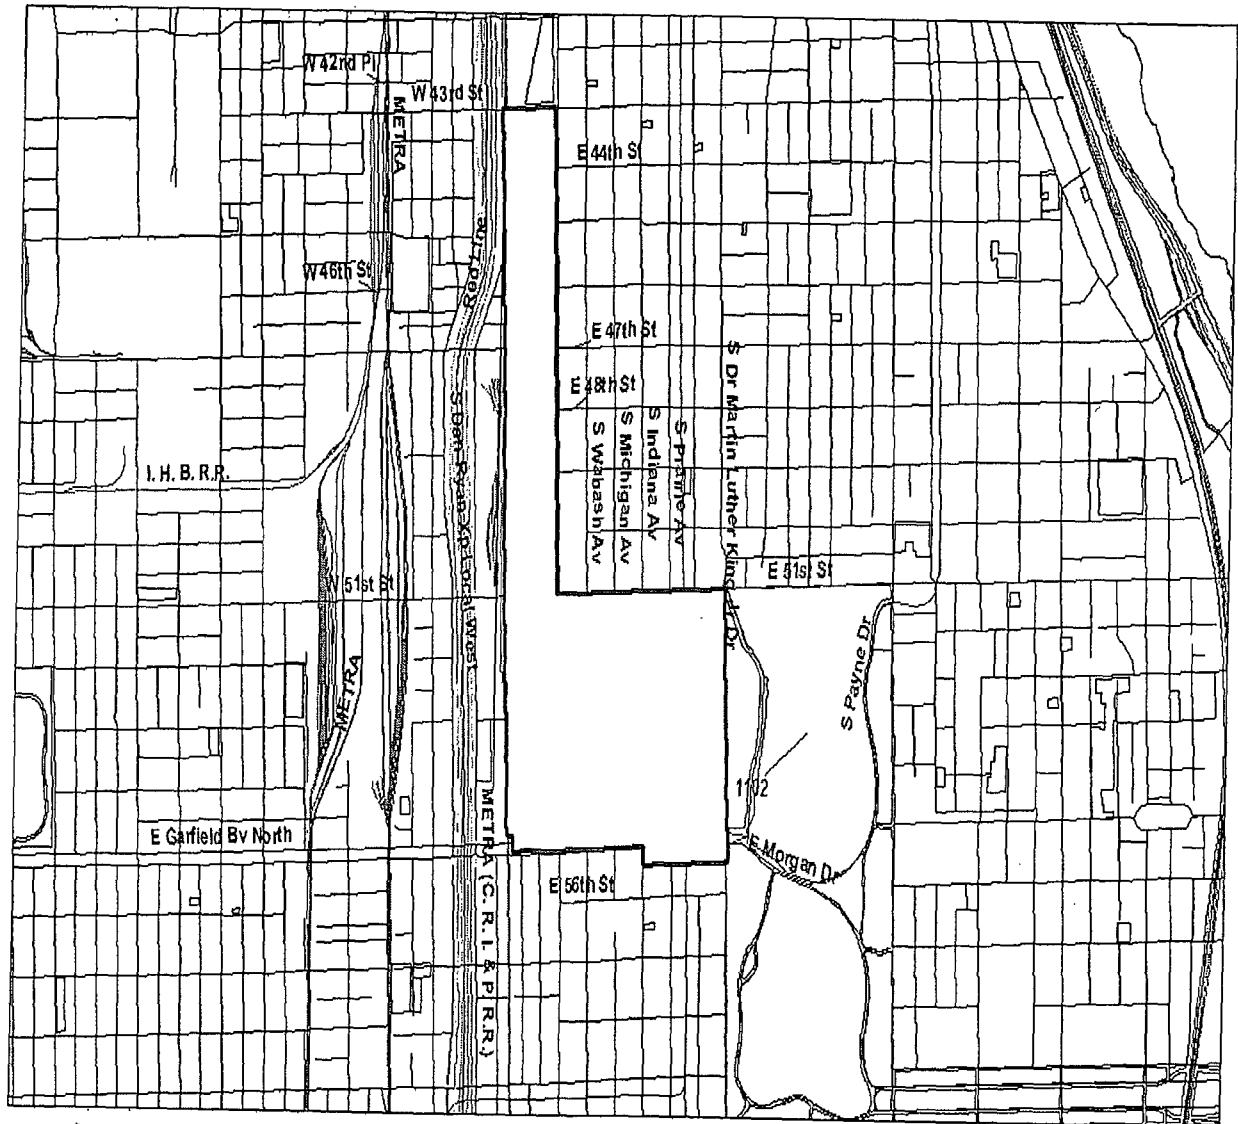 W 42nd Pl
W 43rd St
METRA
E 44th S
Red Line
W 46th St
E 47th St
E 48th St
S Dr Martin Luther King Jr Dr
S Dan Ryan Xp Local West
S Wabash Av
S Michigan Av
S Indiana Av
S Prairie Av
I. H. B. R.R.
W 51st St
E 51st St
S Payne Dr
METRA
1102
METRA (C. R. I. & P. R.R.)
E Garfield Bv North
E Morgan Dr
E 56th St